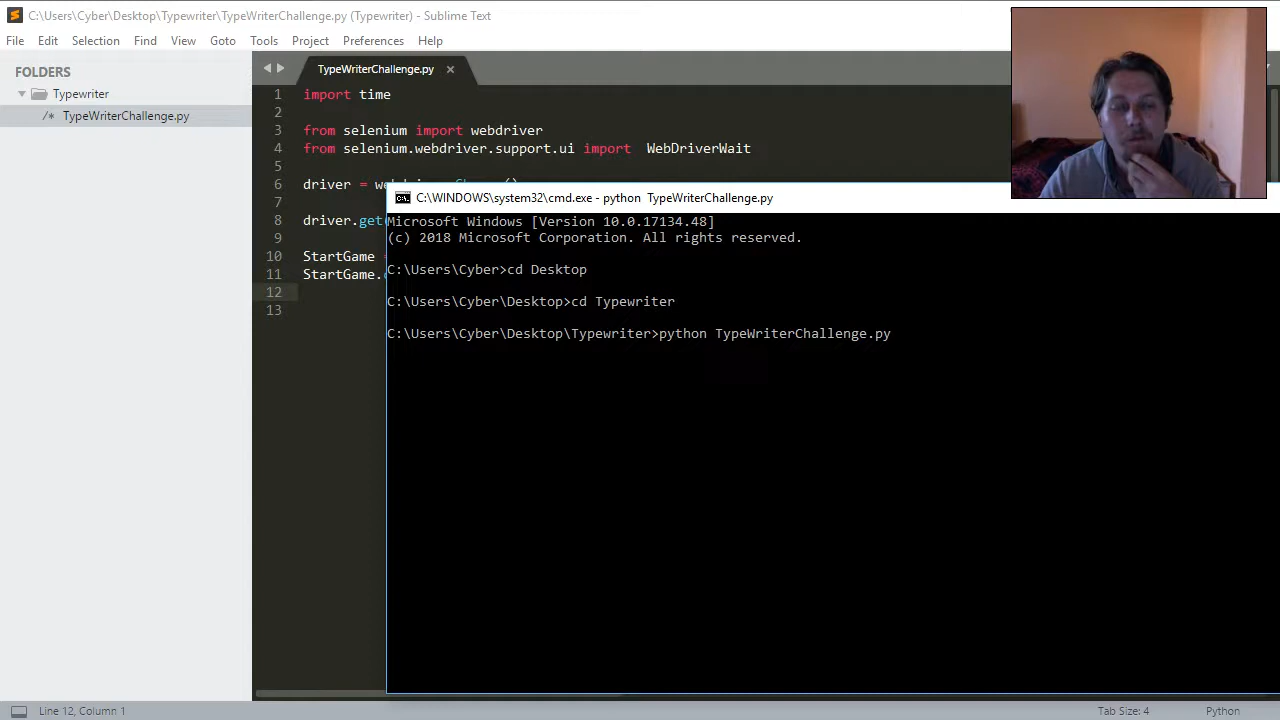 C:\Users\Cyber\Desktop\Typewriter\TypeWriterChallenge.py (Typewriter) - Sublime Text
File Edit Selection Find View Goto Tools Project Preferences Help
FOLDERS
Typewriter
/* TypeWriterChallenge.py
TypeWriterChallenge.py ×
1 import time
2
3 from selenium import webdriver
4 from selenium.webdriver.support.ui import  WebDriverWait
5
6 driver =
7
8 driver.get(
9
10 StartGame =
11 StartGame.
12
13
C:\WINDOWS\system32\cmd.exe - python  TypeWriterChallenge.py
Microsoft Windows [Version 10.0.17134.48]
(c) 2018 Microsoft Corporation. All rights reserved.
C:\Users\Cyber>cd Desktop
C:\Users\Cyber\Desktop>cd Typewriter
C:\Users\Cyber\Desktop\Typewriter>python TypeWriterChallenge.py
Line 12, Column 1
Tab Size: 4
Python